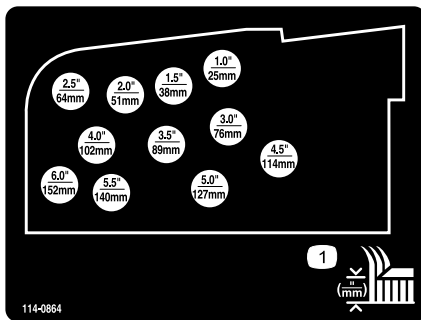 1.0"
25mm
1.5"
38mm
2.0"
51mm
2.5"
64mm
3.0"
76mm
3.5"
89mm
4.0"
102mm
4.5"
114mm
5.0"
127mm
5.5"
140mm
6.0"
152mm
1
"
(mm)
114-0864